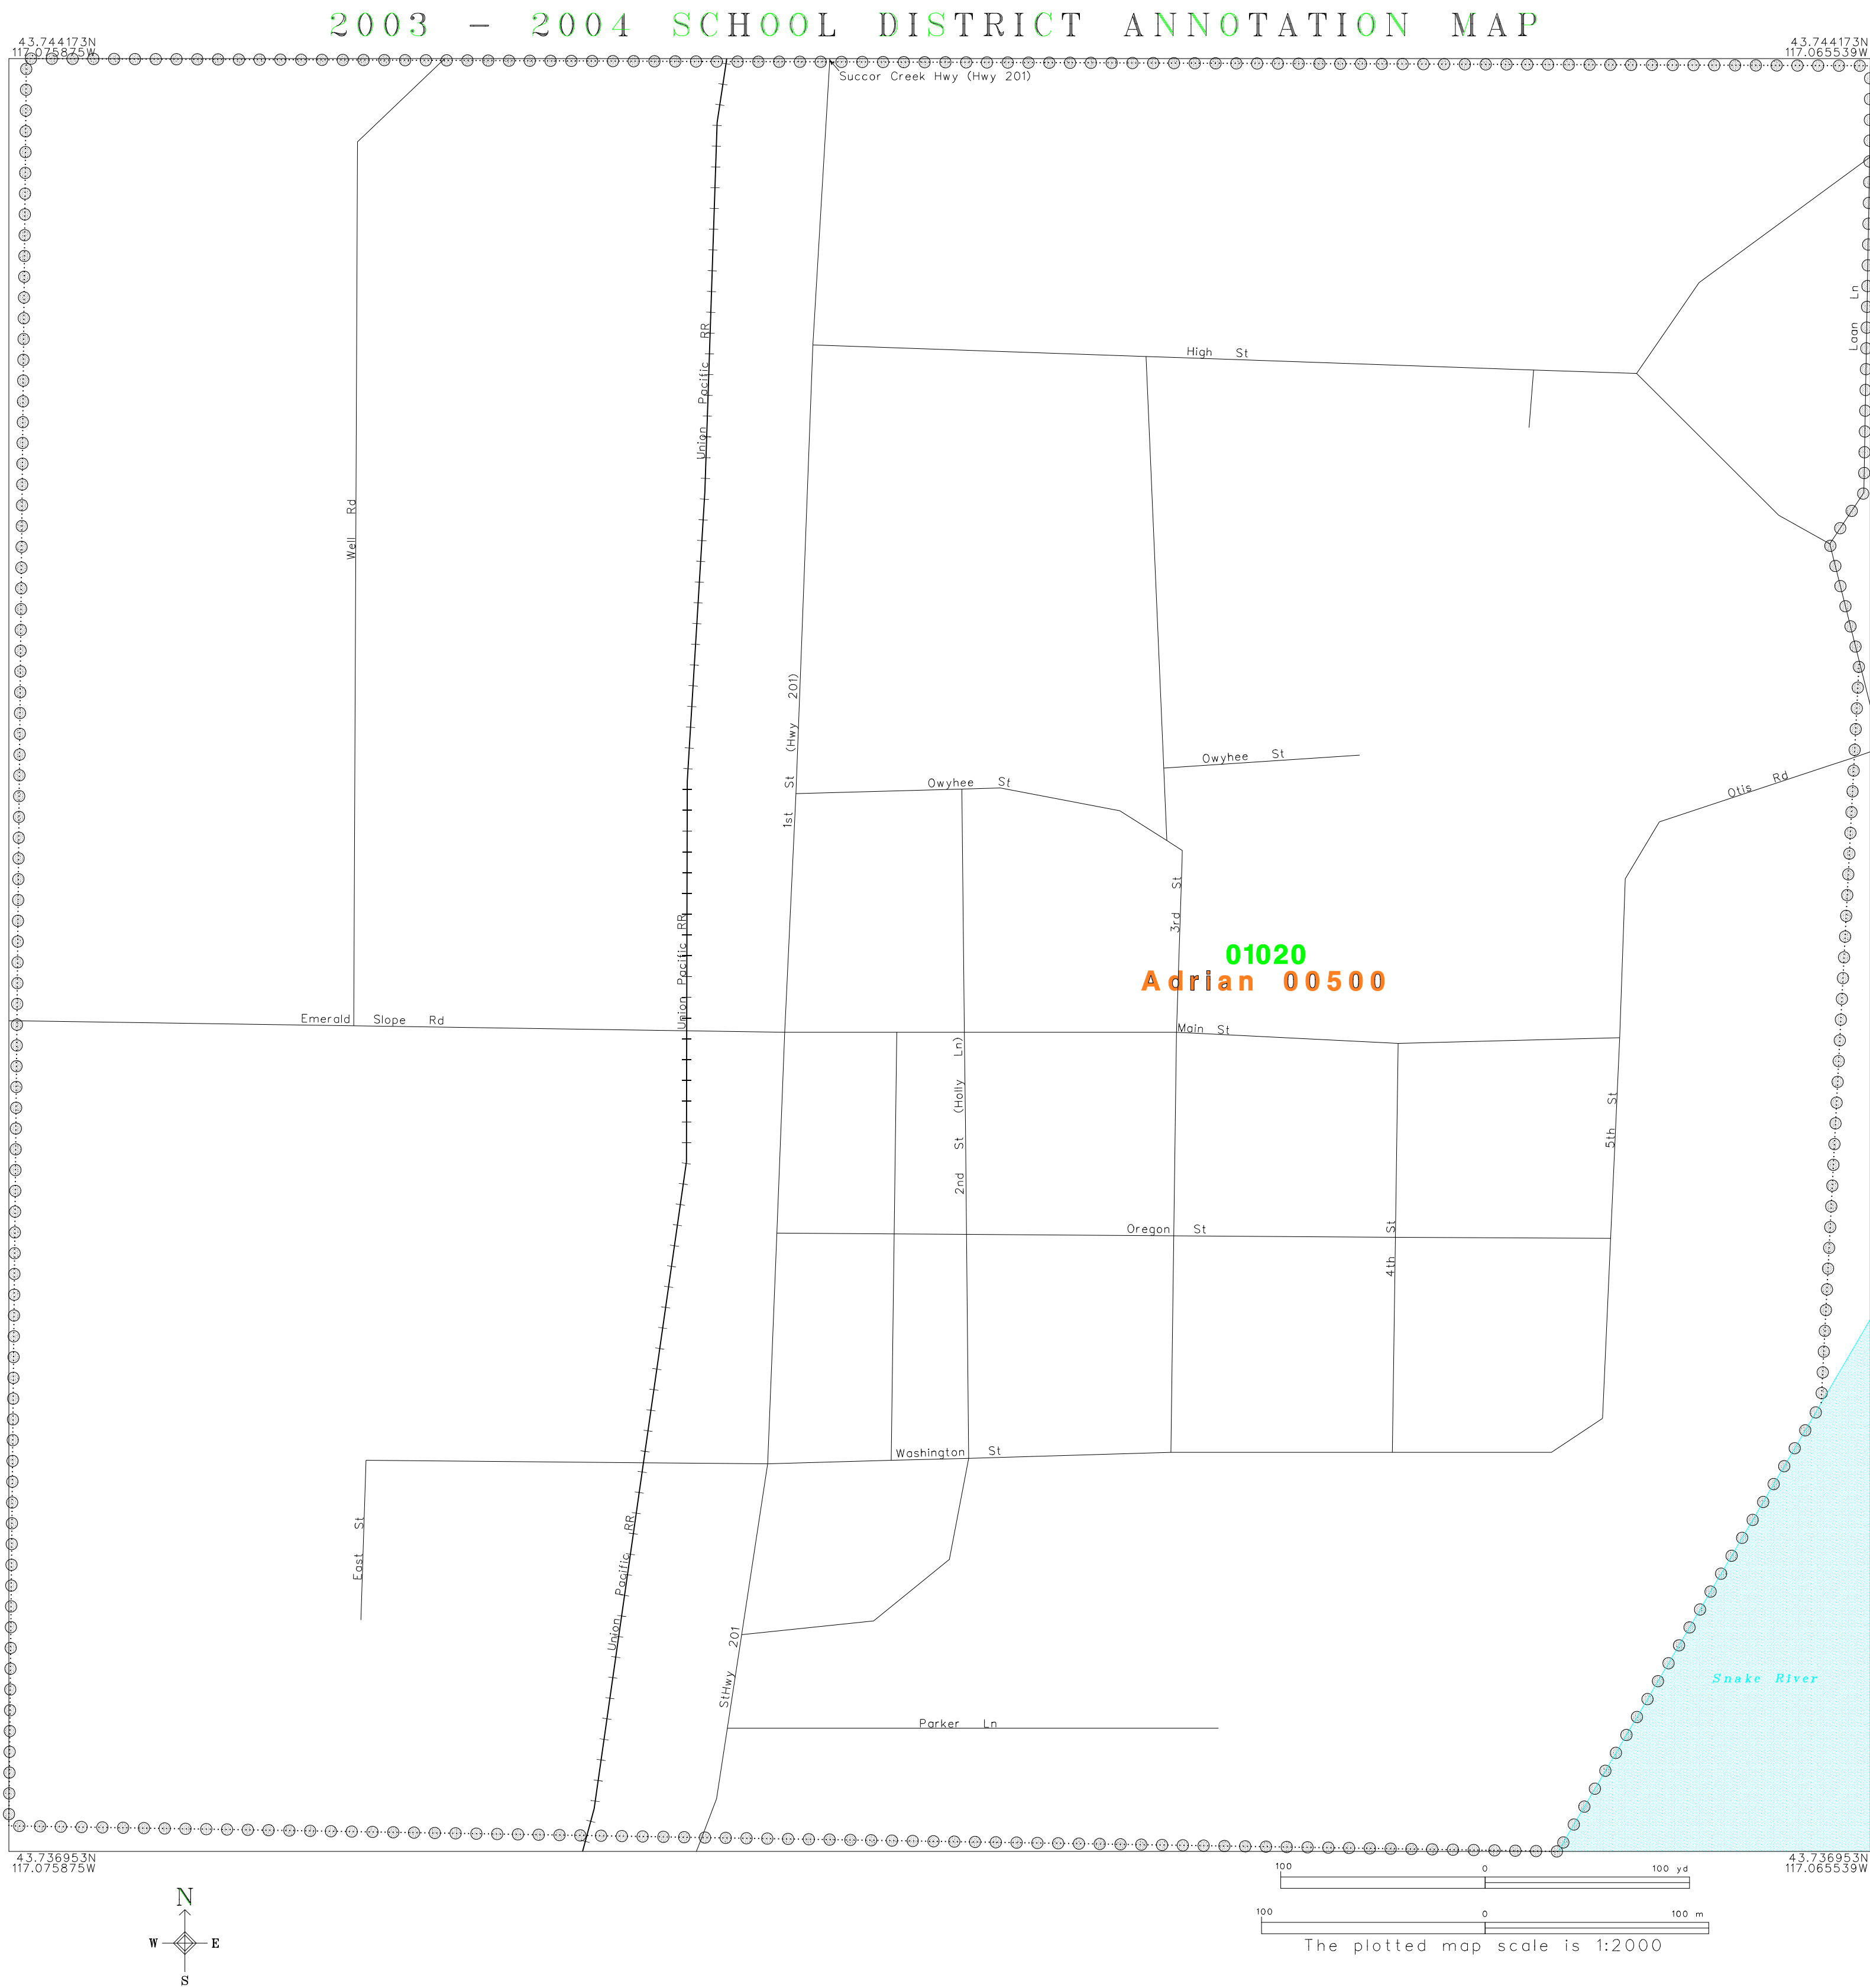 2003 - 2004 SCHOOL DISTRICT ANNOTATION MAP
43.744173N
117.075875W
43.744173N
117.065539W
Succor Creek Hwy (Hwy 201)
Laan Ln
Union Pacific RR
High St
Well Rd
1st St (Hwy 201)
Owyhee St
Owyhee St
Otis Rd
3rd St
Union Pacific RR
01020
Adrian 00500
Emerald Slope Rd
Main St
2nd St (Holly Ln)
5th St
Oregon St
4th St
Washington St
East St
Union Pacific RR
StHwy 201
Snake River
Parker Ln
43.736953N
117.075875W
43.736953N
117.065539W
100 0 100 yd
100 0 100 m
The plotted map scale is 1:2000
N
W E
S